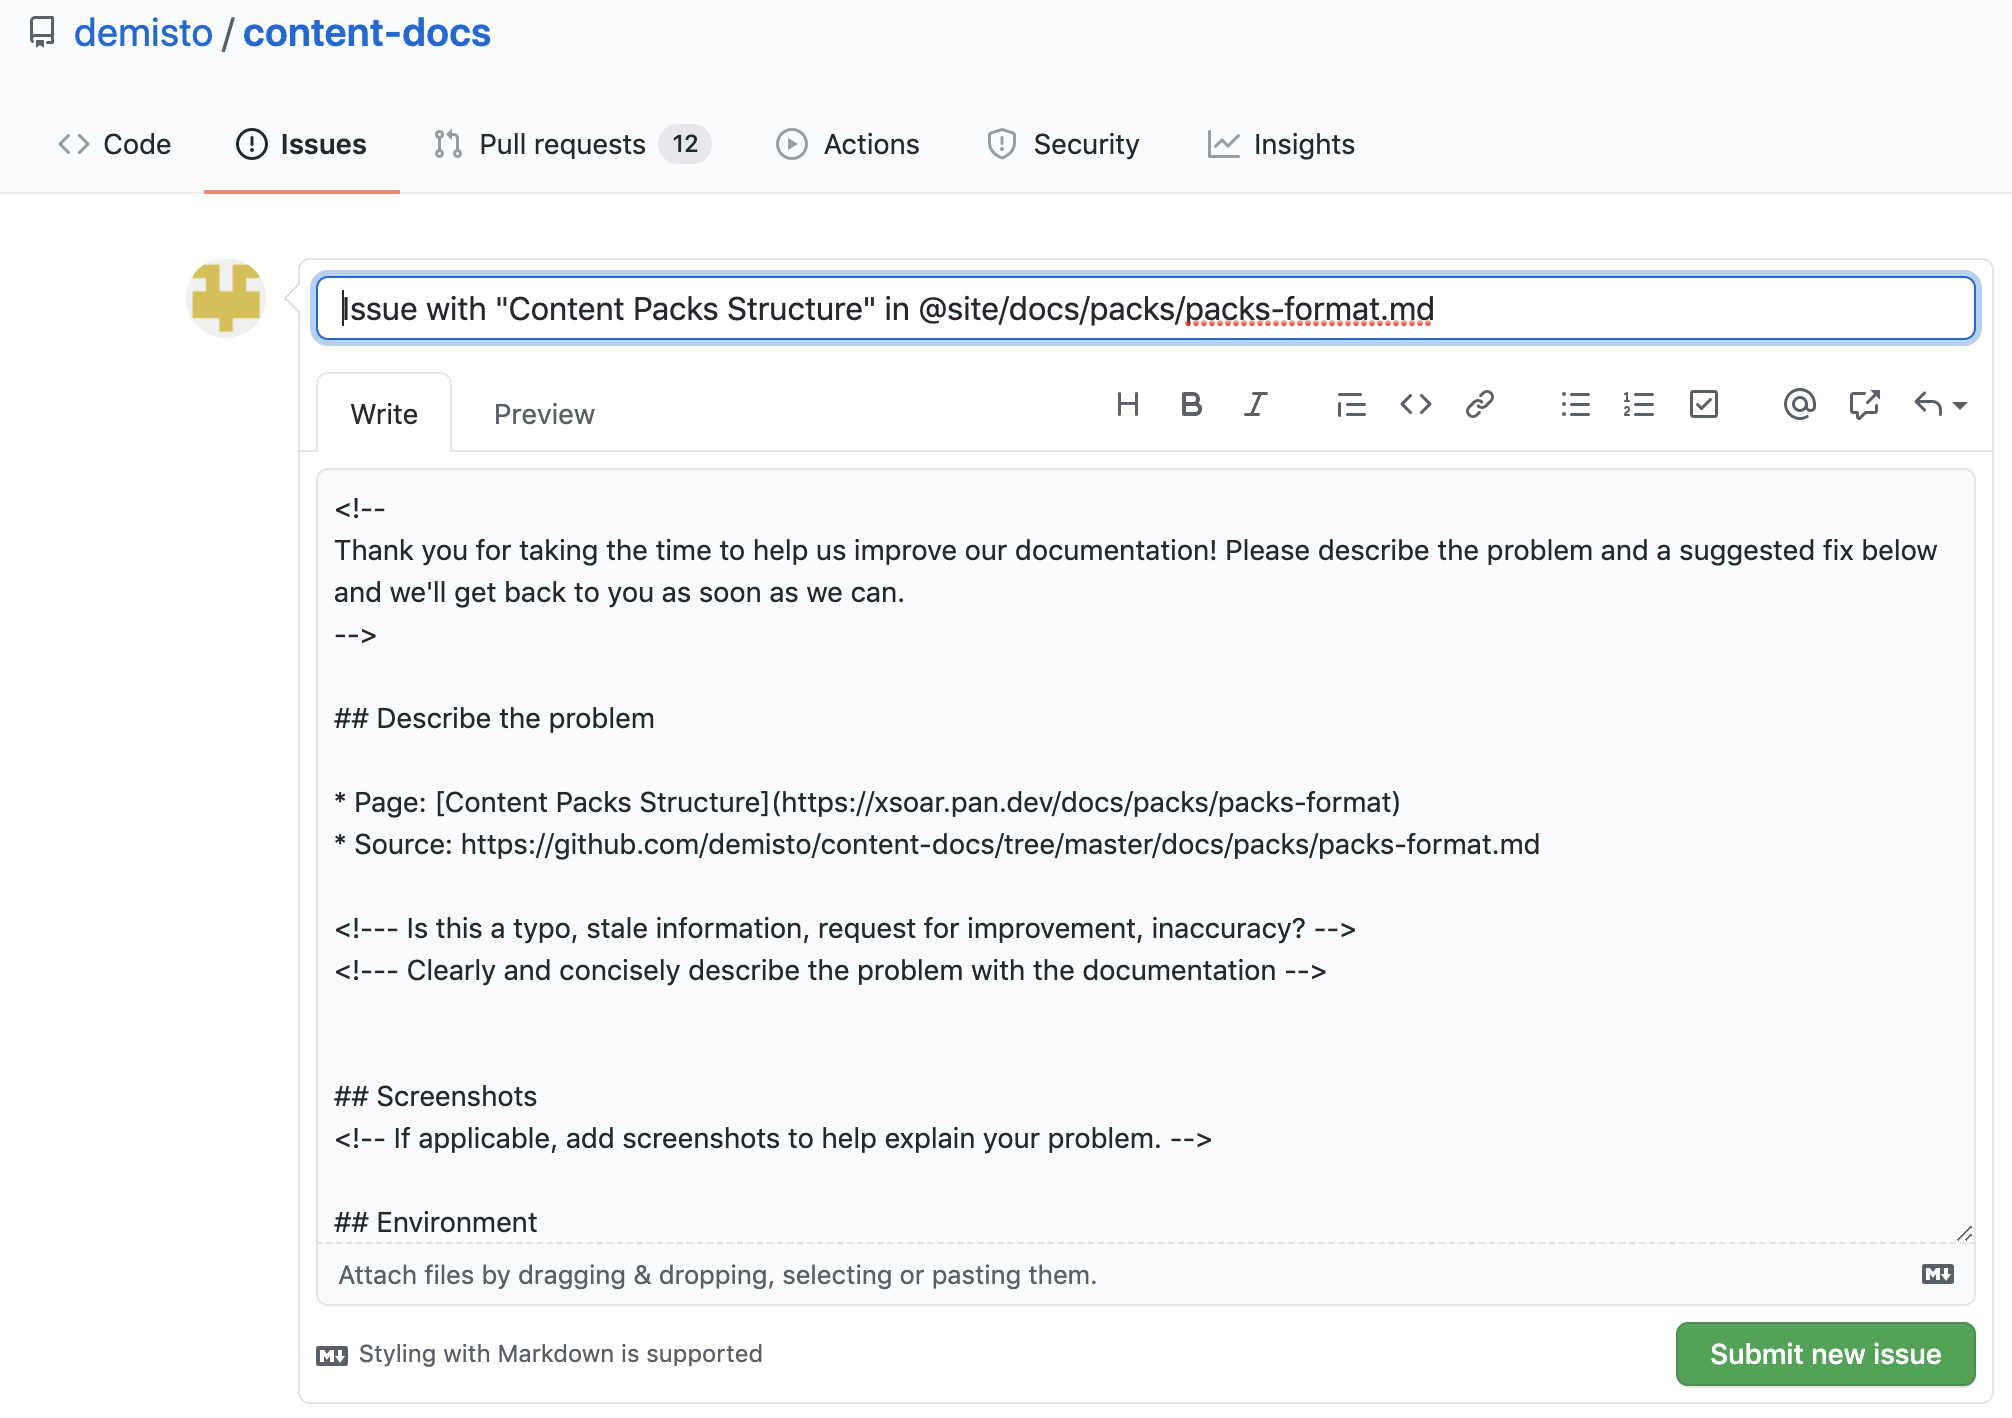 demisto / content-docs
Code
Issues
Pull requests 12
Actions
Security
Insights
Issue with "Content Packs Structure" in @site/docs/packs/packs-format.md
Write
Preview
<!--
Thank you for taking the time to help us improve our documentation! Please describe the problem and a suggested fix below
and we'll get back to you as soon as we can.
-->
## Describe the problem
* Page: [Content Packs Structure](https://xsoar.pan.dev/docs/packs/packs-format)
* Source: https://github.com/demisto/content-docs/tree/master/docs/packs/packs-format.md
<!--- Is this a typo, stale information, request for improvement, inaccuracy? -->
<!--- Clearly and concisely describe the problem with the documentation -->
## Screenshots
<!-- If applicable, add screenshots to help explain your problem. -->
## Environment
Attach files by dragging & dropping, selecting or pasting them.
Styling with Markdown is supported
Submit new issue